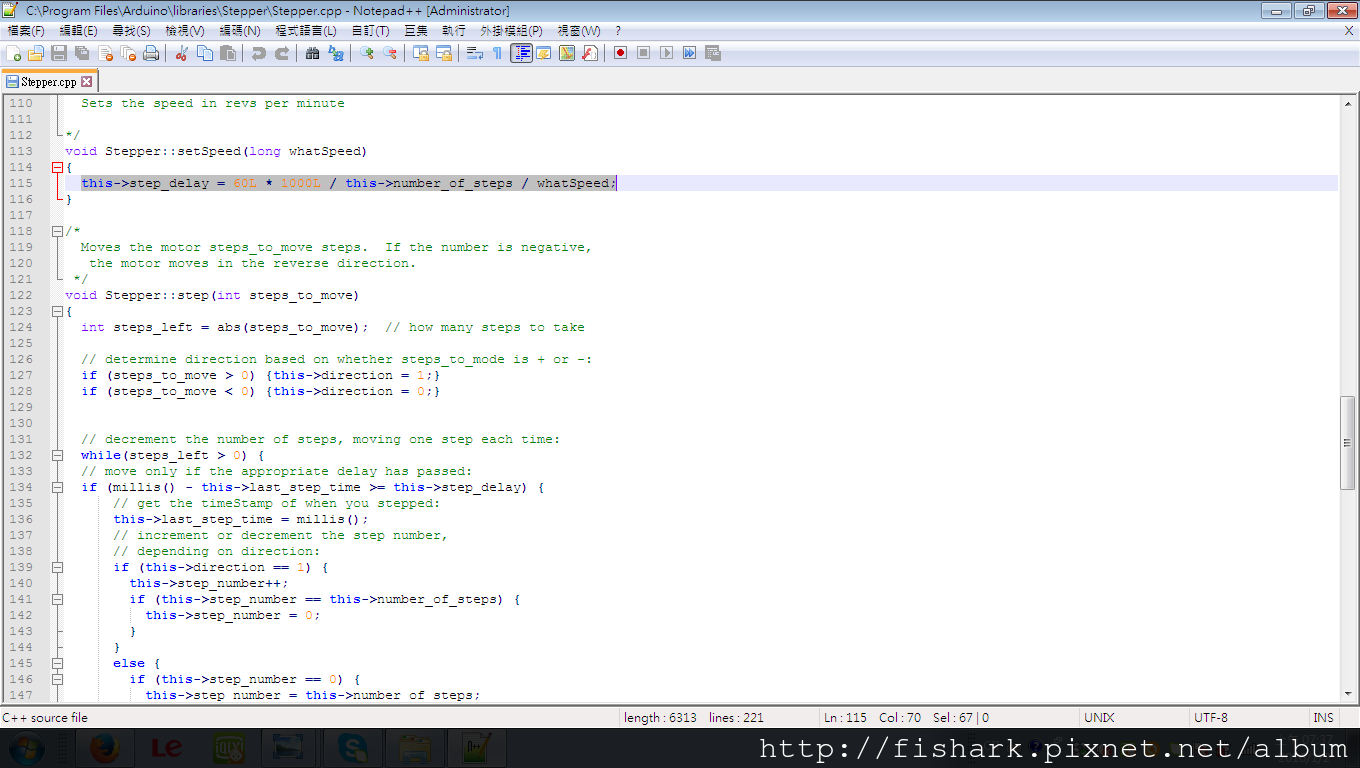 C:\Program Files\Arduino\libraries\Stepper\Stepper.cpp - Notepad++ [Administrator]
檔案(F) 編輯(E) 尋找(S) 檢視(V) 編碼(N) 程式語言(L) 自訂(T) 巨集 執行 外掛模組(P) 視窗(W) ? X
Stepper.cpp
110 Sets the speed in revs per minute
111
112 */
113 void Stepper::setSpeed(long whatSpeed)
114 {
115 this->step_delay = 60L * 1000L / this->number_of_steps / whatSpeed;
116 }
117
118 /*
119 Moves the motor steps_to_move steps.  If the number is negative,
120 the motor moves in the reverse direction.
121 */
122 void Stepper::step(int steps_to_move)
123 {
124 int steps_left = abs(steps_to_move);  // how many steps to take
125
126 // determine direction based on whether steps_to_mode is + or -:
127 if (steps_to_move > 0) {this->direction = 1;}
128 if (steps_to_move < 0) {this->direction = 0;}
129
130
131 // decrement the number of steps, moving one step each time:
132 while(steps_left > 0) {
133 // move only if the appropriate delay has passed:
134 if (millis() - this->last_step_time >= this->step_delay) {
135 // get the timeStamp of when you stepped:
136 this->last_step_time = millis();
137 // increment or decrement the step number,
138 // depending on direction:
139 if (this->direction == 1) {
140 this->step_number++;
141 if (this->step_number == this->number_of_steps) {
142 this->step_number = 0;
143 }
144 }
145 else {
146 if (this->step_number == 0) {
147 this->step_number = this->number_of_steps;
C++ source file length : 6313 lines : 221 Ln : 115 Col : 70 Sel : 67 | 0 UNIX UTF-8 INS
Le
http://fishark.pixnet.net/album